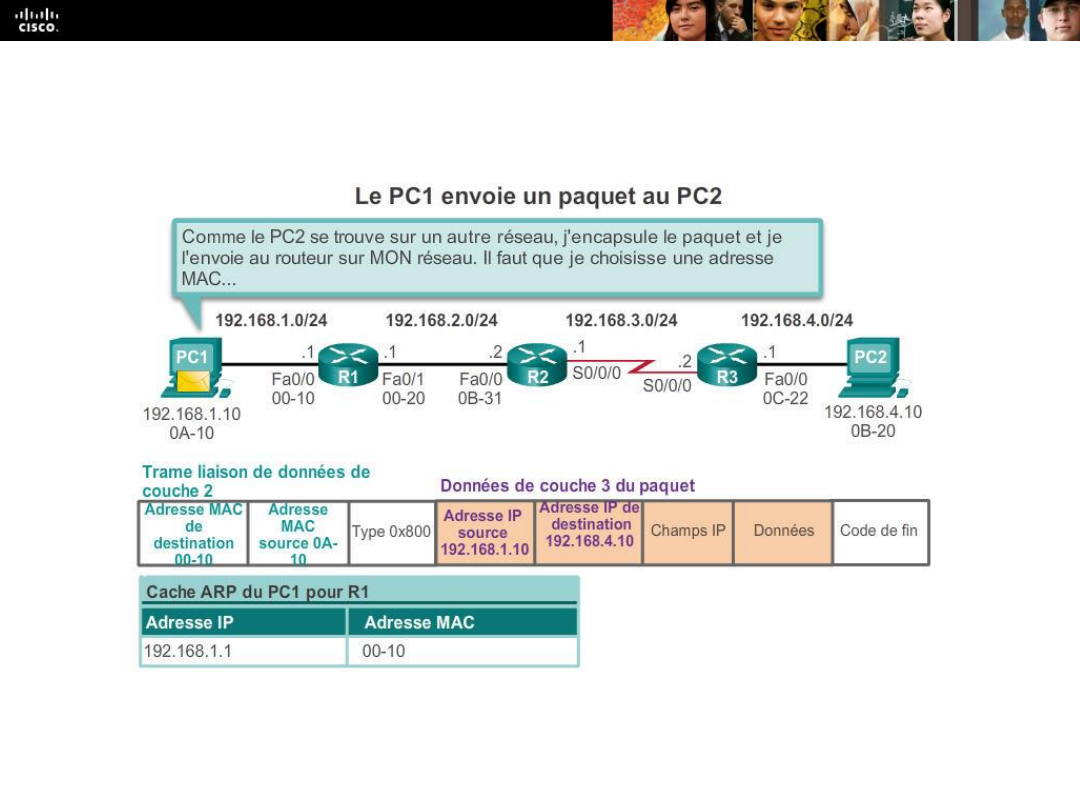 cisco.
Le PC1 envoie un paquet au PC2
Comme le PC2 se trouve sur un autre réseau, j'encapsule le paquet et je
l'envoie au routeur sur MON réseau. Il faut que je choisisse une adresse
MAC...
192.168.1.0/24 192.168.2.0/24 192.168.3.0/24 192.168.4.0/24
PC1 .1 R1 .1 .2 R2 .1 .2 R3 .1 PC2
Fa0/0 Fa0/1 Fa0/0 S0/0/0 S0/0/0 Fa0/0
00-10 00-20 0B-31 0C-22
192.168.1.10 192.168.4.10
0A-10 0B-20
Trame liaison de données de
couche 2
Données de couche 3 du paquet
Adresse MAC
de
destination
00-10
Adresse
MAC
source 0A-
10
Type 0x800
Adresse IP
source
192.168.1.10
Adresse IP de
destination
192.168.4.10
Champs IP
Données
Code de fin
Cache ARP du PC1 pour R1
Adresse IP Adresse MAC
192.168.1.1 00-10